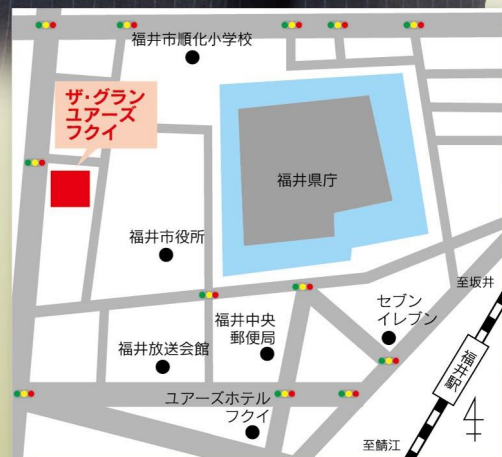 福井市順化小学校
ザ・グラン
ユアーズ
フクイ
福井県庁
福井市役所
至坂井
セブン
イレブン
福井中央
郵便局
福井放送会館
福井駅
ユアーズホテル
フクイ
至鯖江
4